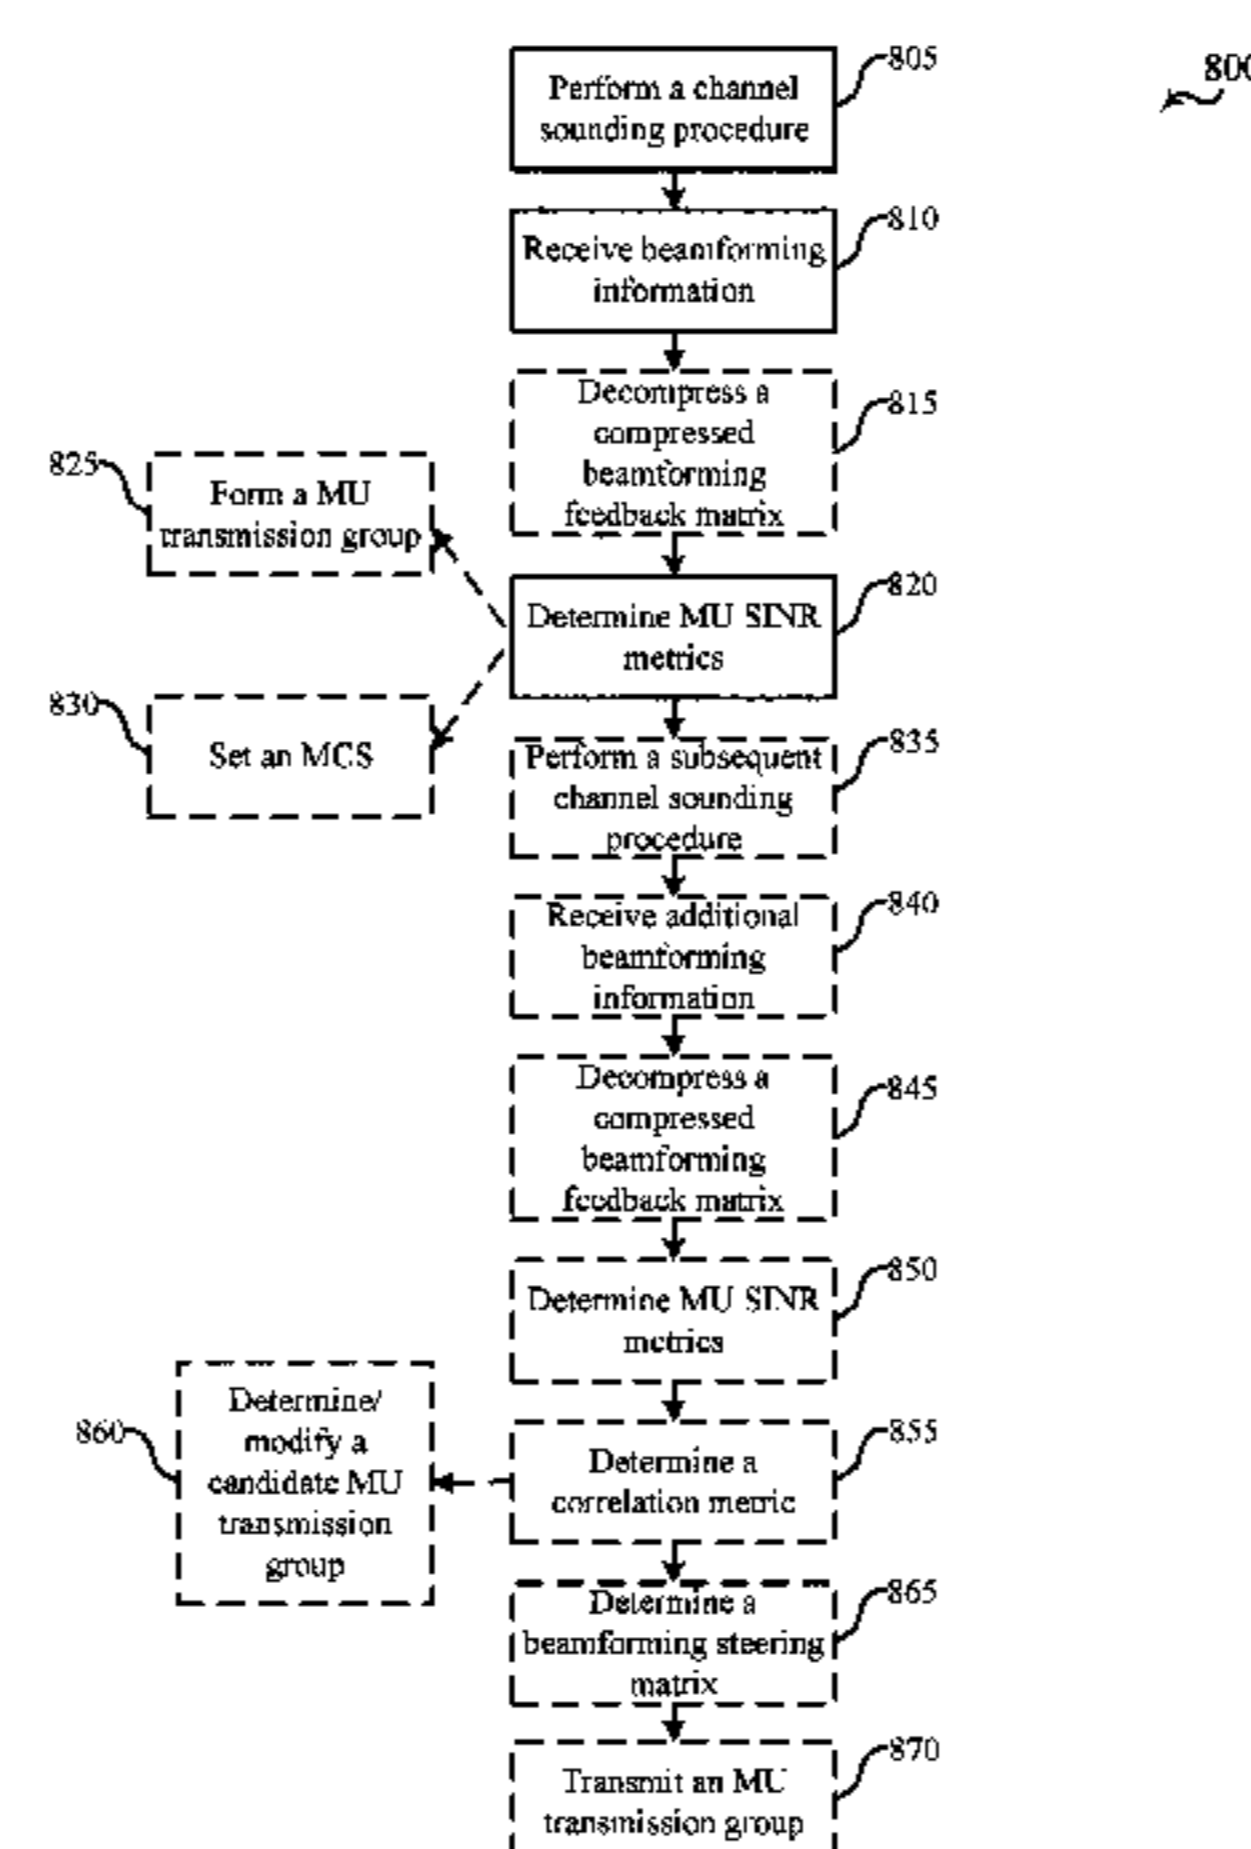 805
800
Perform a channel
sounding procedure
810
Receive beamforming
information
815
Decompress a
compressed
beamforming
feedback matrix
825
Form a MU
transmission group
820
Determine MU SINR
metrics
830
Set an MCS
835
Perform a subsequent
channel sounding
procedure
840
Receive additional
beamforming
information
845
Decompress a
compressed
beamforming
feedback matrix
850
Determine MU SINR
metrics
860
Determine/
modify a
candidate MU
transmission
group
855
Determine a
correlation metric
865
Determine a
beamforming steering
matrix
870
Transmit an MU
transmission group